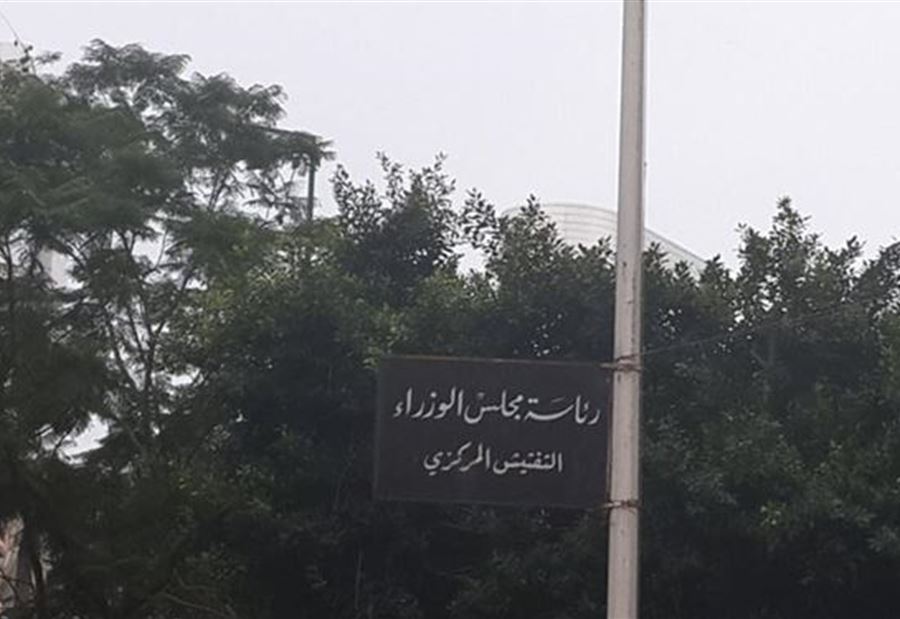 رئاسة مجلس الوزراء
التفتيش المركزي